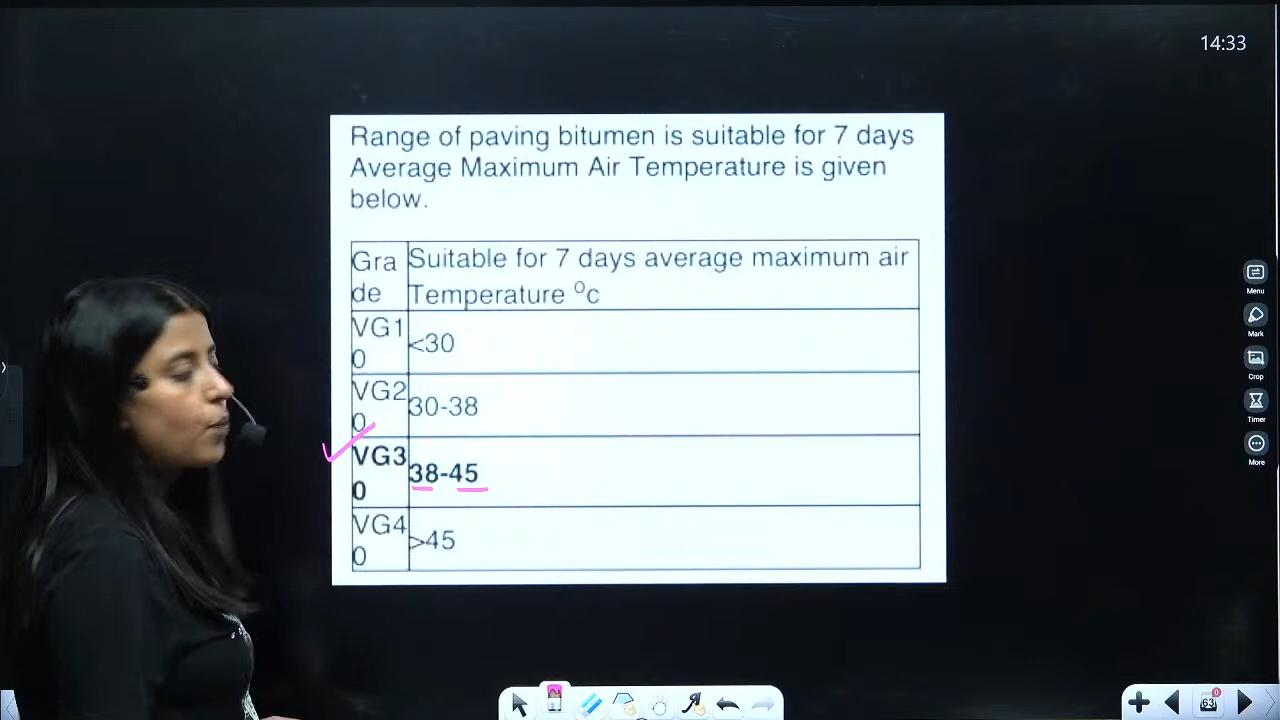 14:33
Range of paving bitumen is suitable for 7 days
Average Maximum Air Temperature is given
below.
Gra
de
Suitable for 7 days average maximum air
Temperature ⁰c
VG1
0
<30
VG2
0
30-38
VG3
0
38-45
VG4
0
>45
Menu
Mark
Crop
Timer
More
63
0